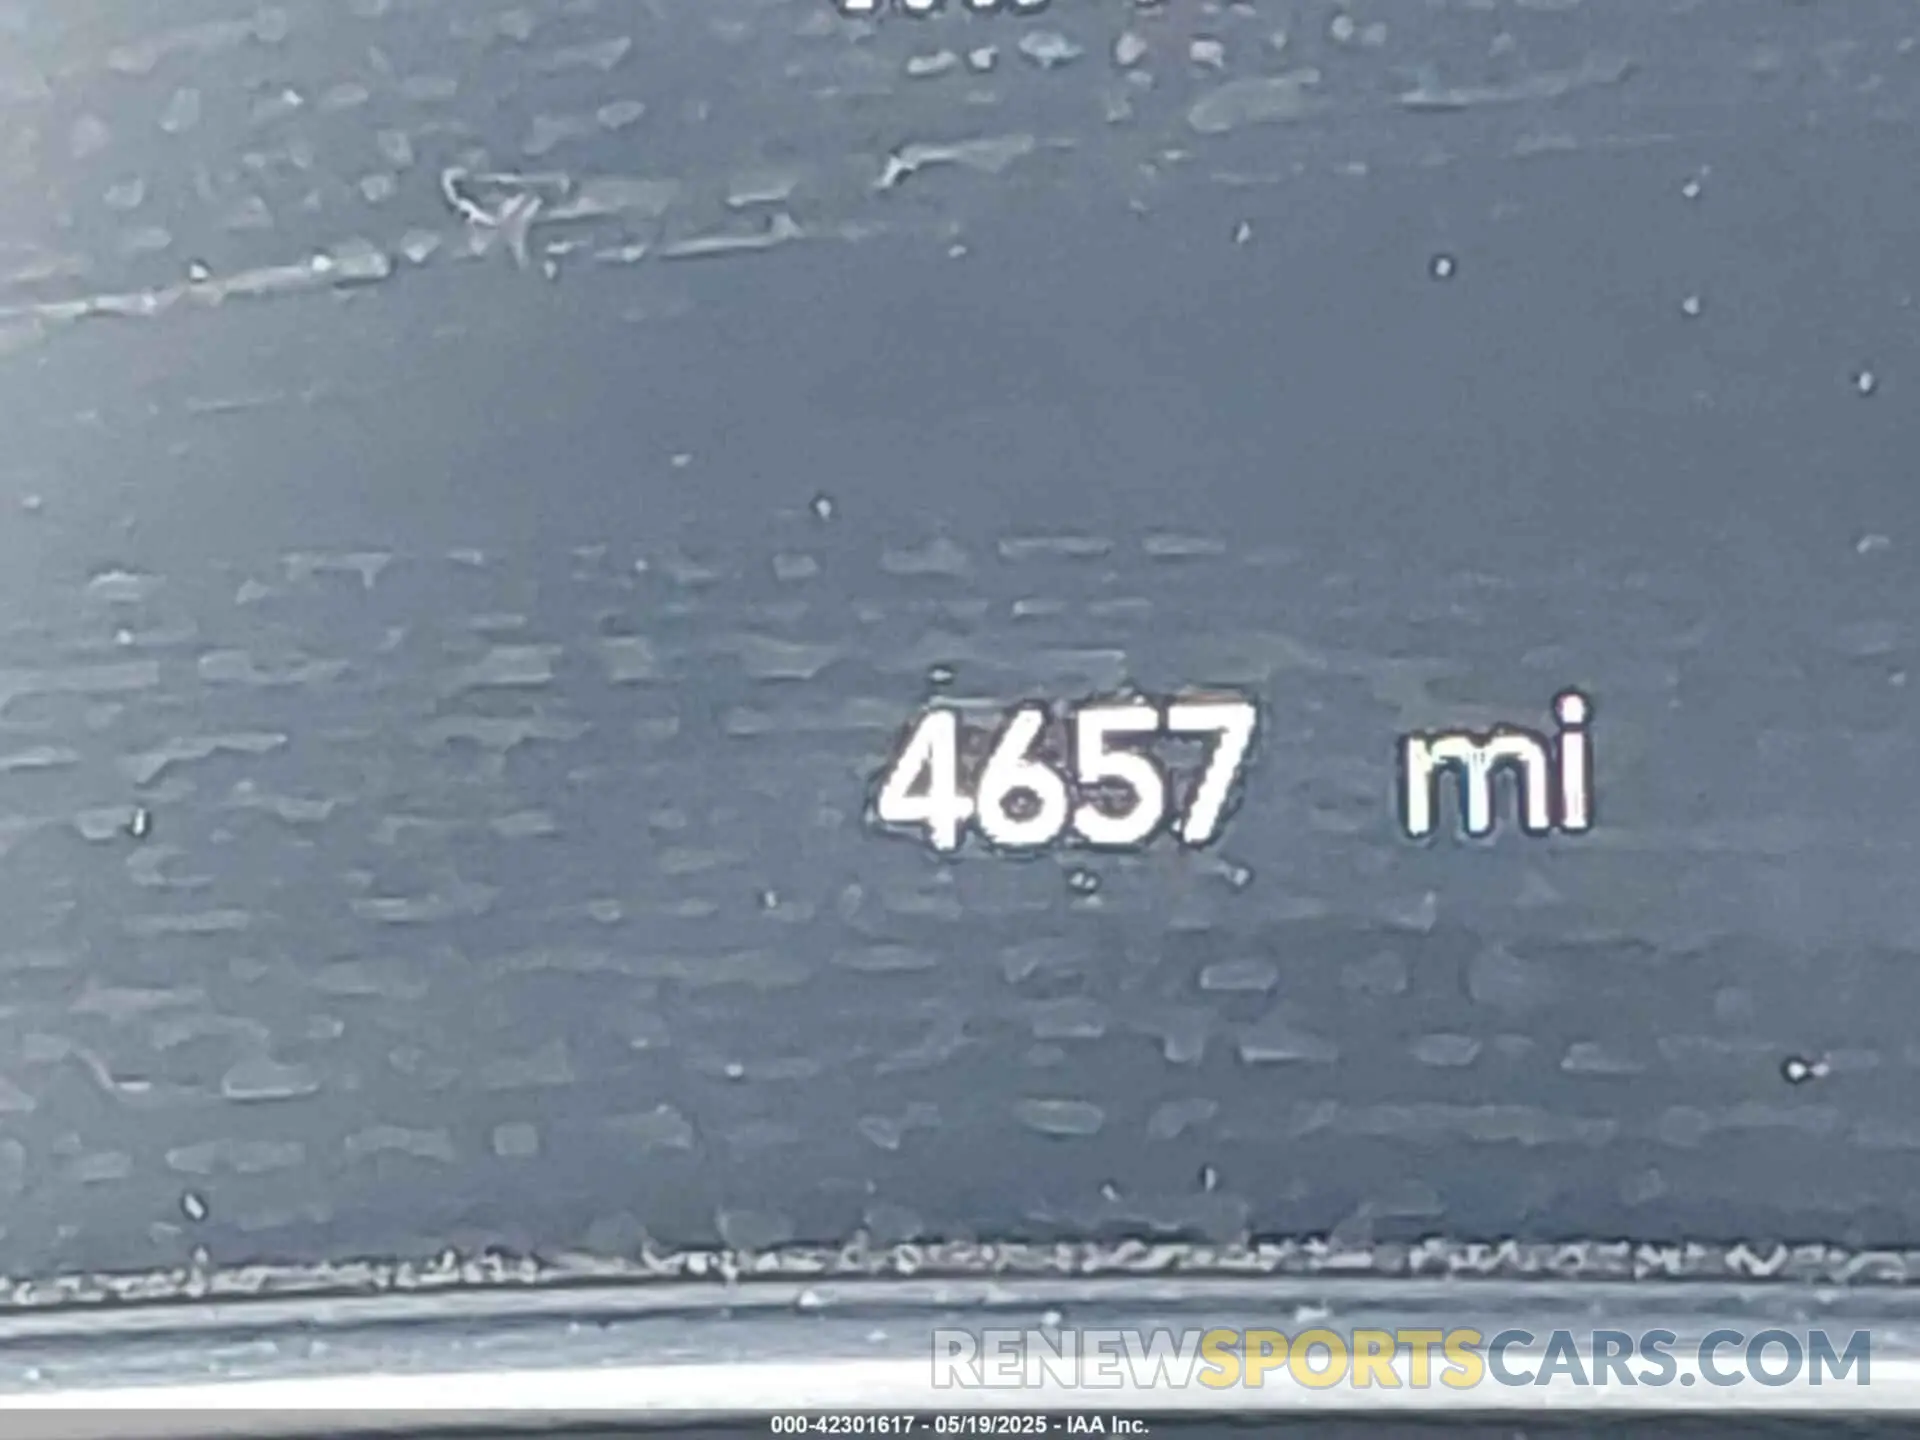 4657 mi
RENEWSPORTSCARS.COM
000-42301617 - 05/19/2025 - IAA Inc.